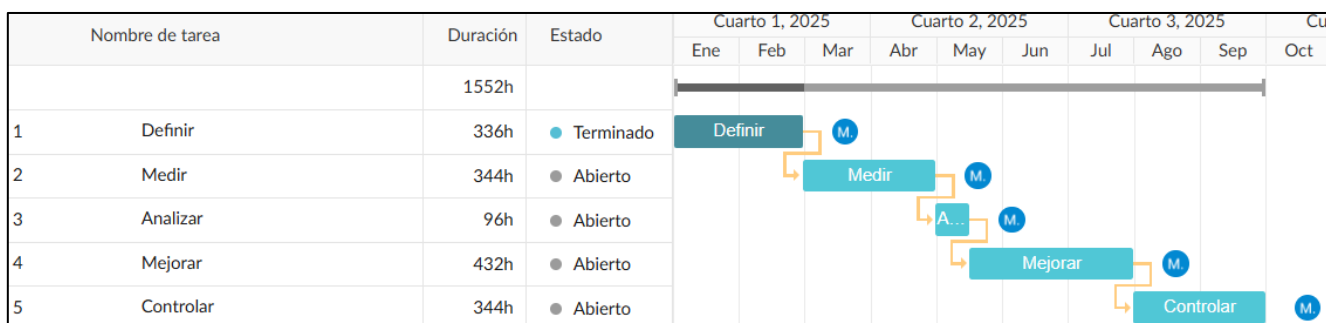 Nombre de tarea Duración Estado Cuarto 1, 2025 Cuarto 2, 2025 Cuarto 3, 2025 Cu
Ene Feb Mar Abr May Jun Jul Ago Sep Oct
1552h
1 Definir 336h Terminado Definir M.
2 Medir 344h Abierto Medir M.
3 Analizar 96h Abierto A... M.
4 Mejorar 432h Abierto Mejorar M.
5 Controlar 344h Abierto Controlar M.